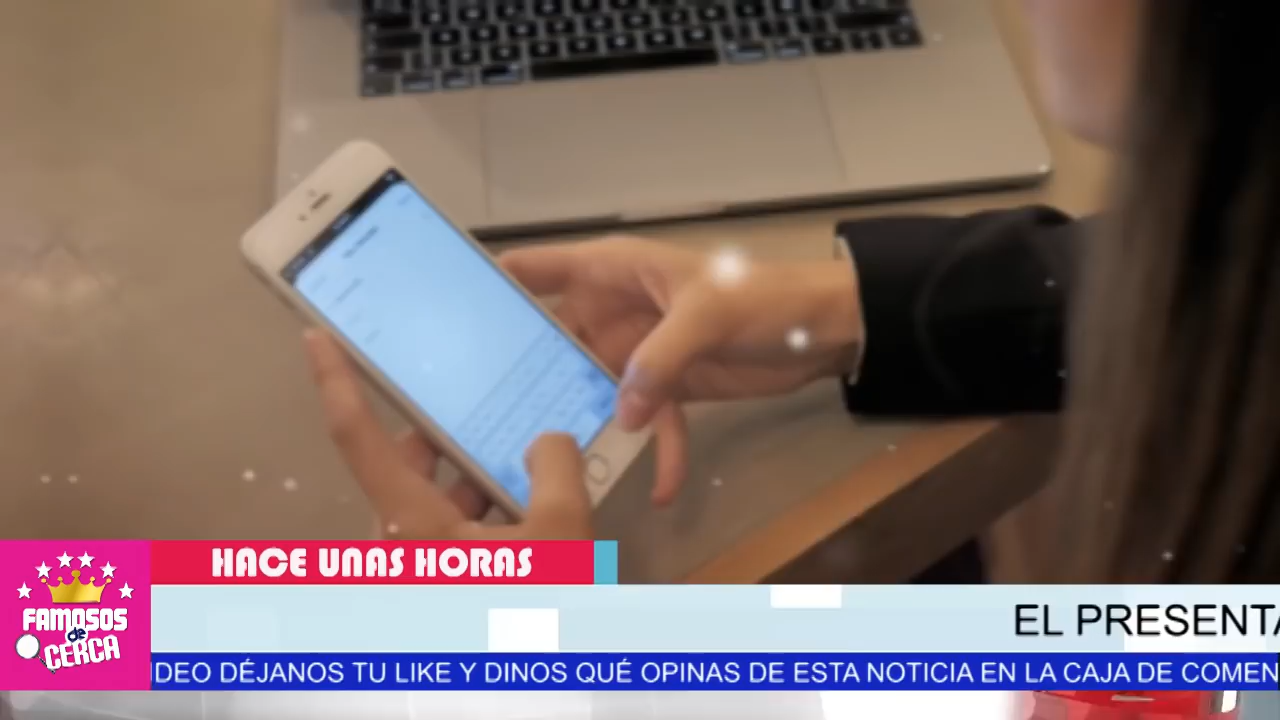 HACE UNAS HORAS
FAMOSOS
de
CERCA
EL PRESENTA
IDEO DÉJANOS TU LIKE Y DINOS QUÉ OPINAS DE ESTA NOTICIA EN LA CAJA DE COMEN